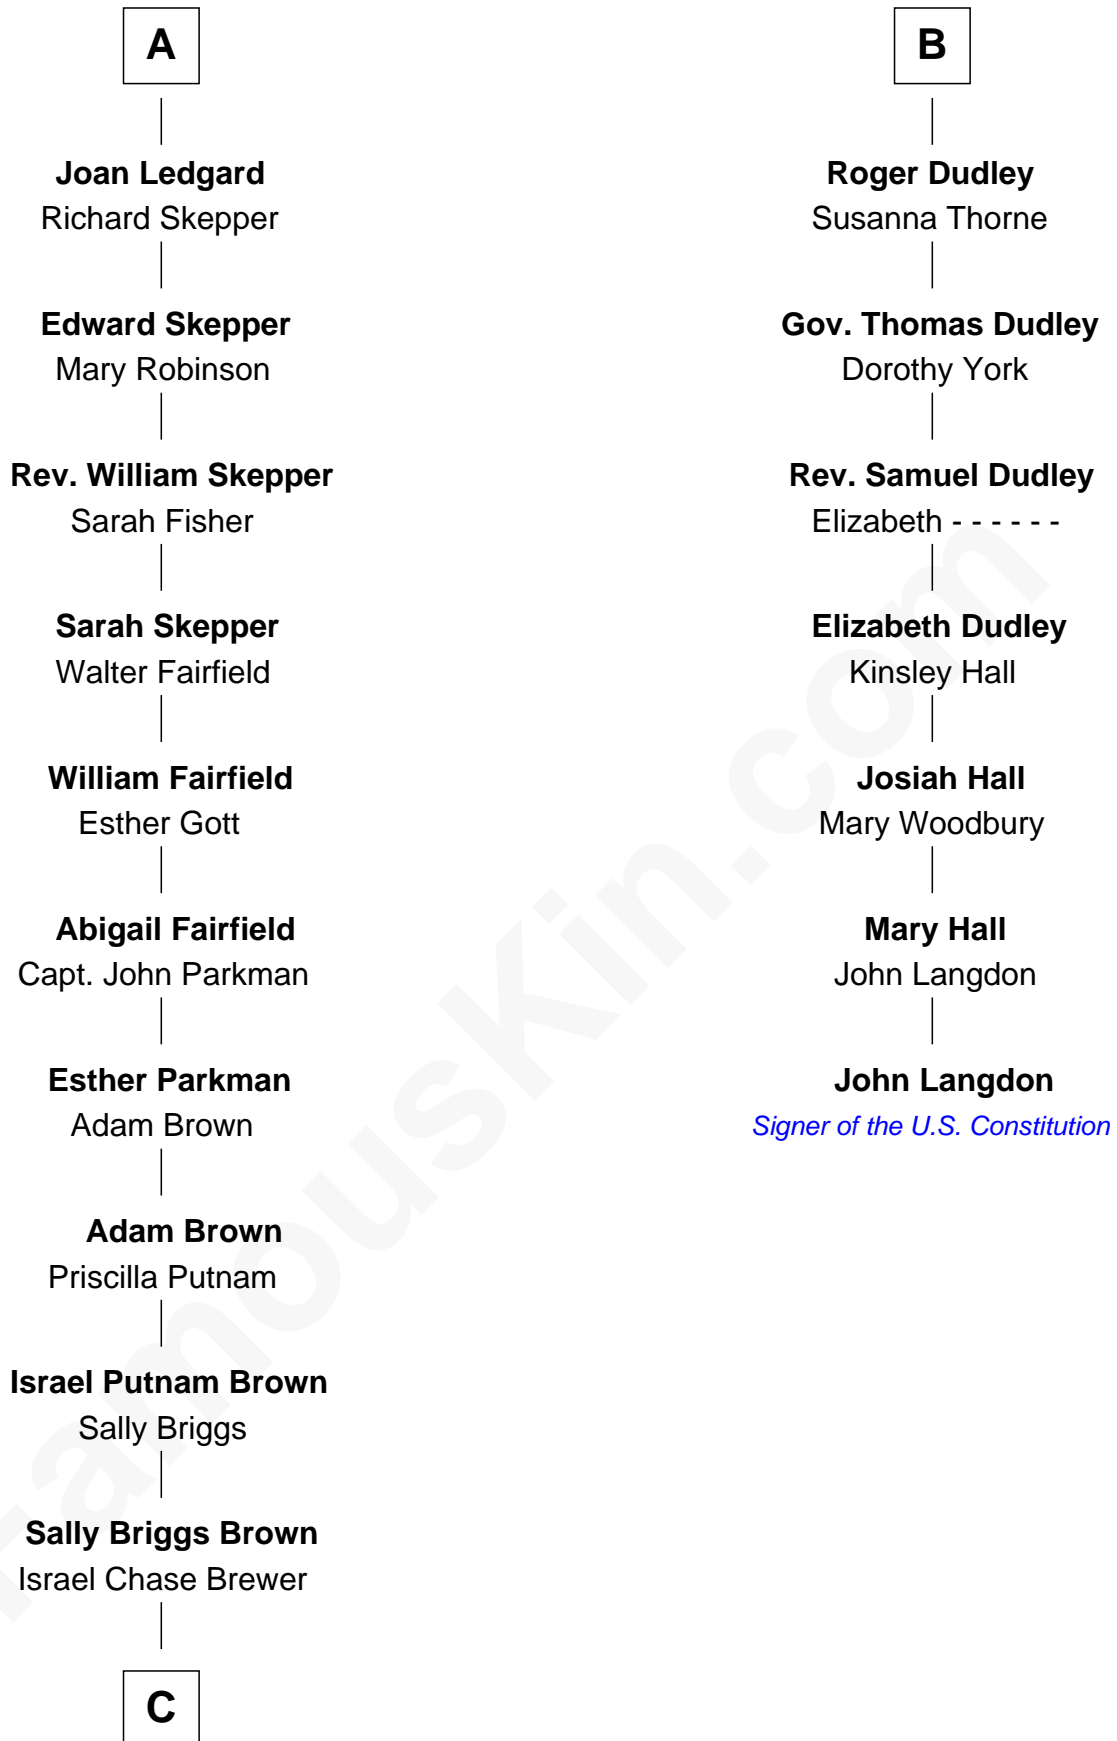 A
Joan Ledgard
Richard Skepper
Edward Skepper
Mary Robinson
Rev. William Skepper
Sarah Fisher
Sarah Skepper
Walter Fairfield
William Fairfield
Esther Gott
Abigail Fairfield
Capt. John Parkman
Esther Parkman
Adam Brown
Adam Brown
Priscilla Putnam
Israel Putnam Brown
Sally Briggs
Sally Briggs Brown
Israel Chase Brewer
C
B
Roger Dudley
Susanna Thorne
Gov. Thomas Dudley
Dorothy York
Rev. Samuel Dudley
Elizabeth - - - - - -
Elizabeth Dudley
Kinsley Hall
Josiah Hall
Mary Woodbury
Mary Hall
John Langdon
John Langdon
Signer of the U.S. Constitution
FamousKin.com